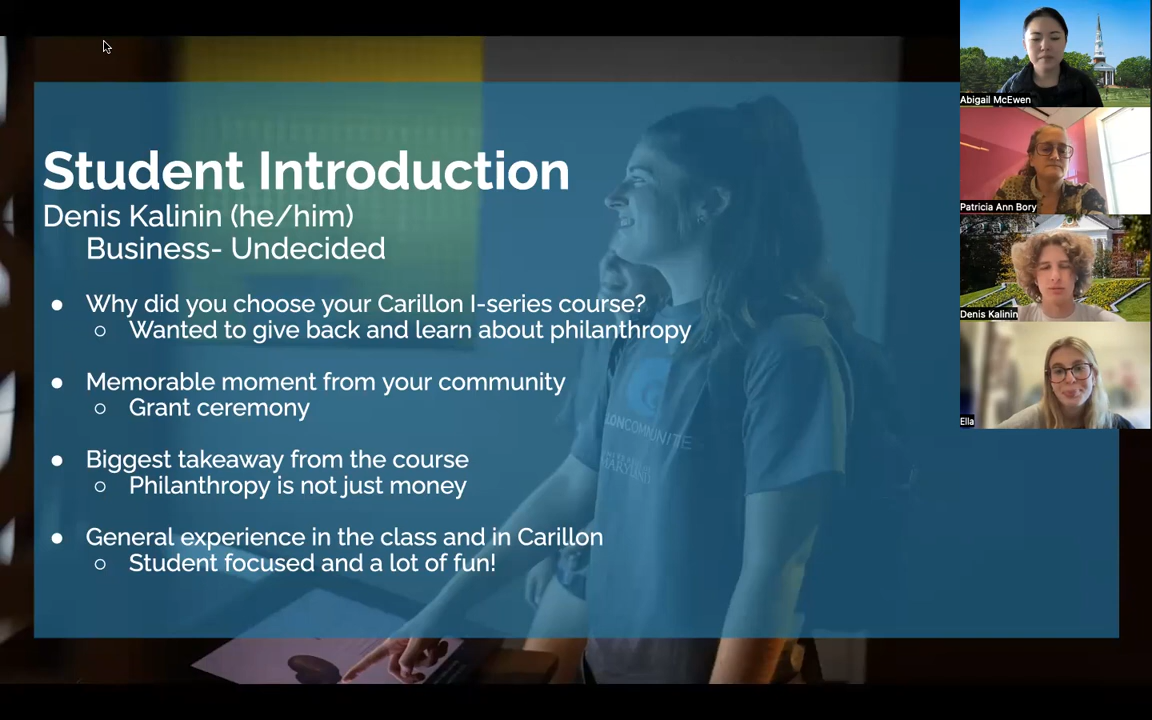 Student Introduction
Denis Kalinin (he/him)
Business- Undecided
● Why did you choose your Carillon I-series course?
○ Wanted to give back and learn about philanthropy
● Memorable moment from your community
○ Grant ceremony
● Biggest takeaway from the course
○ Philanthropy is not just money
● General experience in the class and in Carillon
○ Student focused and a lot of fun!
Abigail McEwen
Patricia Ann Bory
Denis Kalinin
Ella